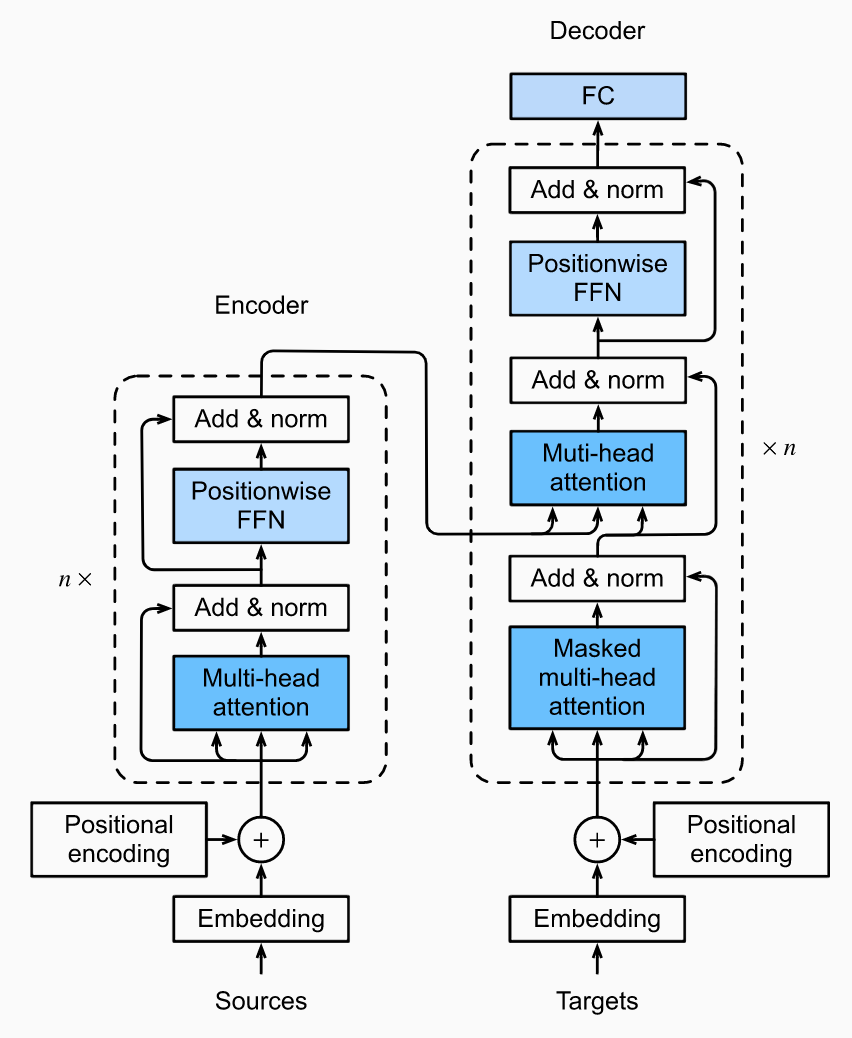 Decoder
FC
Add & norm
Positionwise
FFN
Add & norm
Muti-head
attention
× n
Add & norm
Masked
multi-head
attention
Positional
encoding
+
Embedding
Targets
Encoder
Add & norm
Positionwise
FFN
n ×
Add & norm
Multi-head
attention
Positional
encoding
+
Embedding
Sources